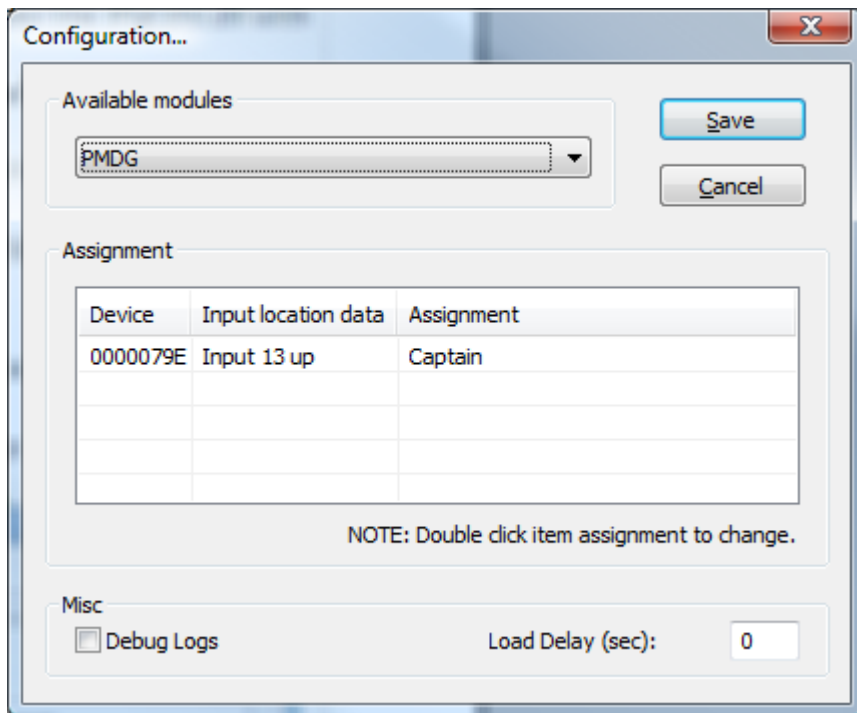 Configuration...
Available modules
PMDG
Save
Cancel
Assignment
Device Input location data Assignment
0000079E Input 13 up Captain
NOTE: Double click item assignment to change.
Misc
Debug Logs Load Delay (sec): 0